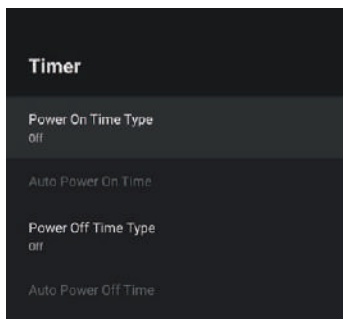 Timer
Power On Time Type
Off
Auto Power On Time
Power Off Time Type
Off
Auto Power Off Time